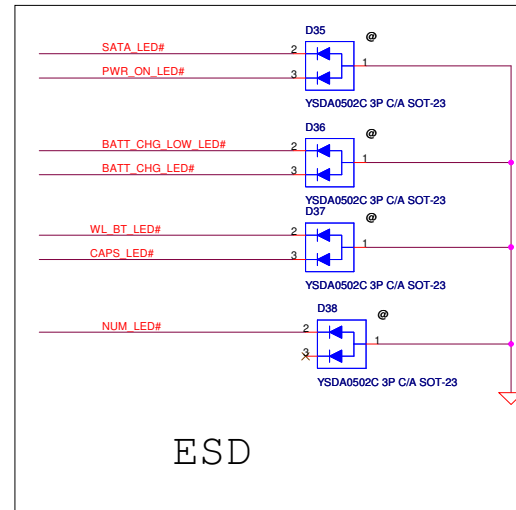 D35
@
SATA_LED#
2
1
PWR_ON_LED#
3
YSDA0502C 3P C/A SOT-23
D36
@
BATT_CHG_LOW_LED#
2
1
BATT_CHG_LED#
3
YSDA0502C 3P C/A SOT-23
D37
@
WL_BT_LED#
2
1
CAPS_LED#
3
YSDA0502C 3P C/A SOT-23
D38
@
NUM_LED#
2
1
3
YSDA0502C 3P C/A SOT-23
ESD